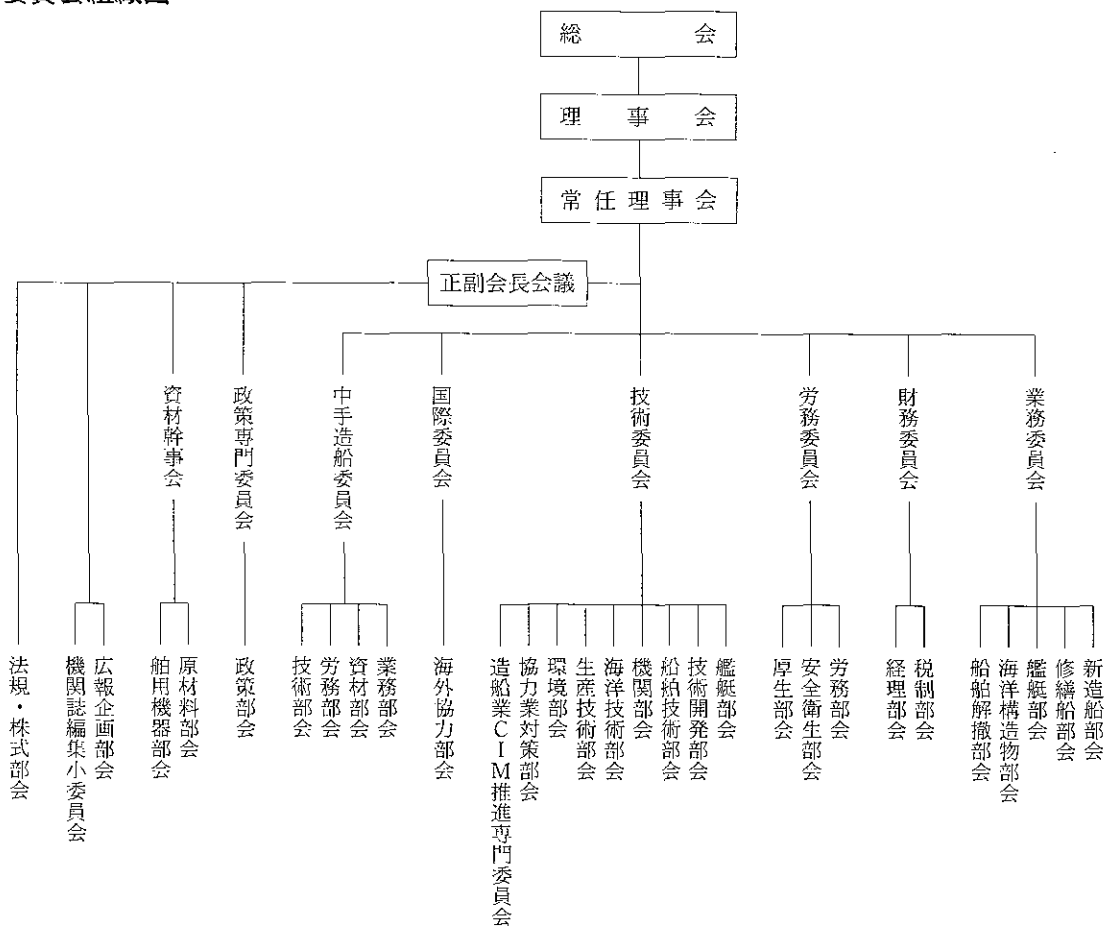 総会
理事会
常任理事会
正副会長会議
業務委員会
財務委員会
労務委員会
技術委員会
国際委員会
中手造船委員会
政策専門委員会
資材幹事会
新造船部会
修繕船部会
艦艇部会
海洋構造物部会
船舶解撤部会
税制部会
経理部会
労務部会
安全衛生部会
厚生部会
艦艇部会
技術開発部会
船舶技術部会
機関部会
海洋技術部会
生産技術部会
環境部会
協力業対策部会
造船業CIM推進専門委員会
海外協力部会
業務部会
資材部会
労務部会
技術部会
政策部会
原材料部会
舶用機器部会
広報企画部会
機関誌編集小委員会
法規・株式部会